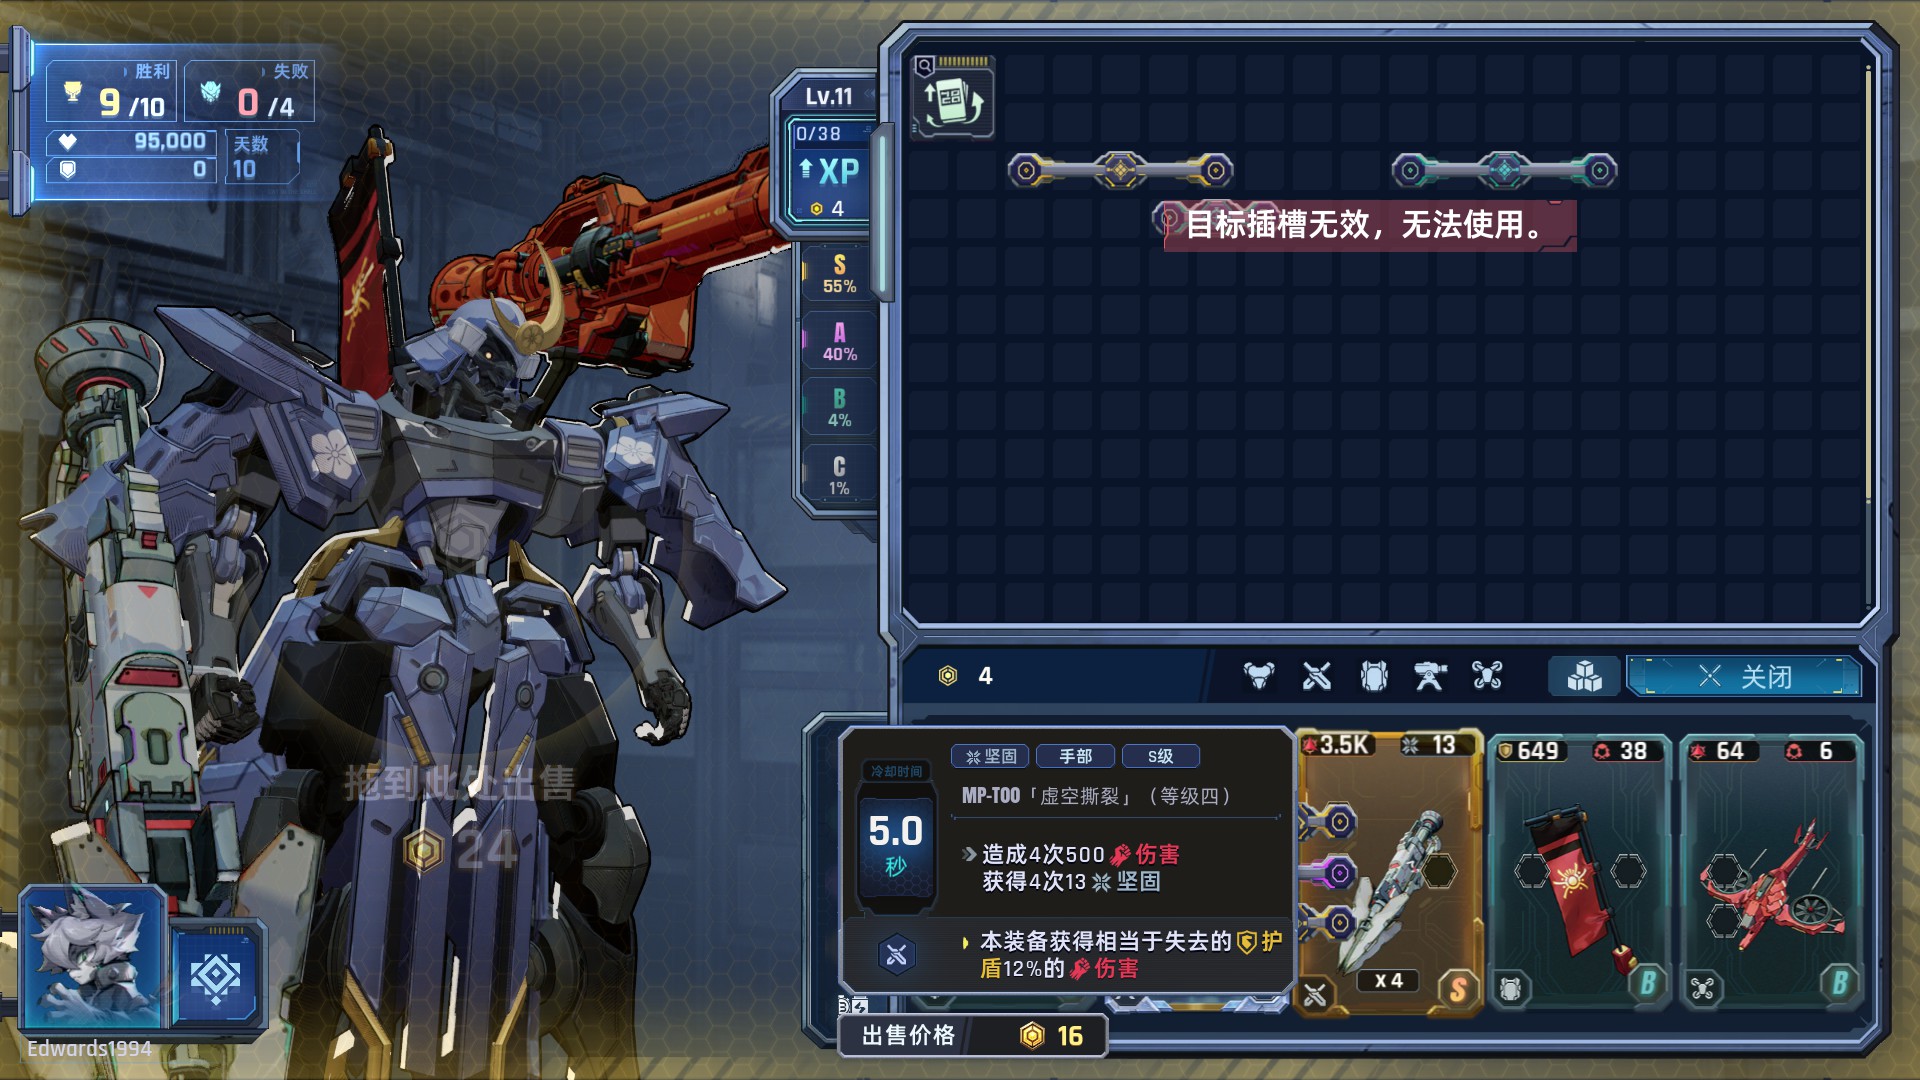 胜利
9 /10
失败
0 /4
95,000
0
天数
10
Lv.11
0/38
XP
4
S
55%
A
40%
B
4%
C
1%
目标插槽无效，无法使用。
4
关闭
拖到此处出售
24
冷却时间
5.0
秒
坚固
手部
S级
MP-T00「虚空撕裂」（等级四）
造成4次500伤害
获得4次13坚固
本装备获得相当于失去的护
盾12%的伤害
出售价格
16
3.5K
13
x4
S
649
38
B
64
6
B
Edwards1994